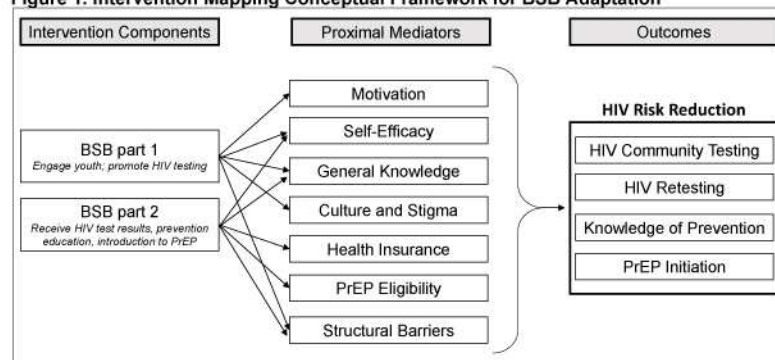 Figure 1. Intervention Mapping Conceptual Framework for BSB Adaptation
Intervention Components
Proximal Mediators
Outcomes
BSB part 1
Engage youth; promote HIV testing
BSB part 2
Receive HIV test results, prevention
education, introduction to PrEP
Motivation
Self-Efficacy
General Knowledge
Culture and Stigma
Health Insurance
PrEP Eligibility
Structural Barriers
HIV Risk Reduction
HIV Community Testing
HIV Retesting
Knowledge of Prevention
PrEP Initiation